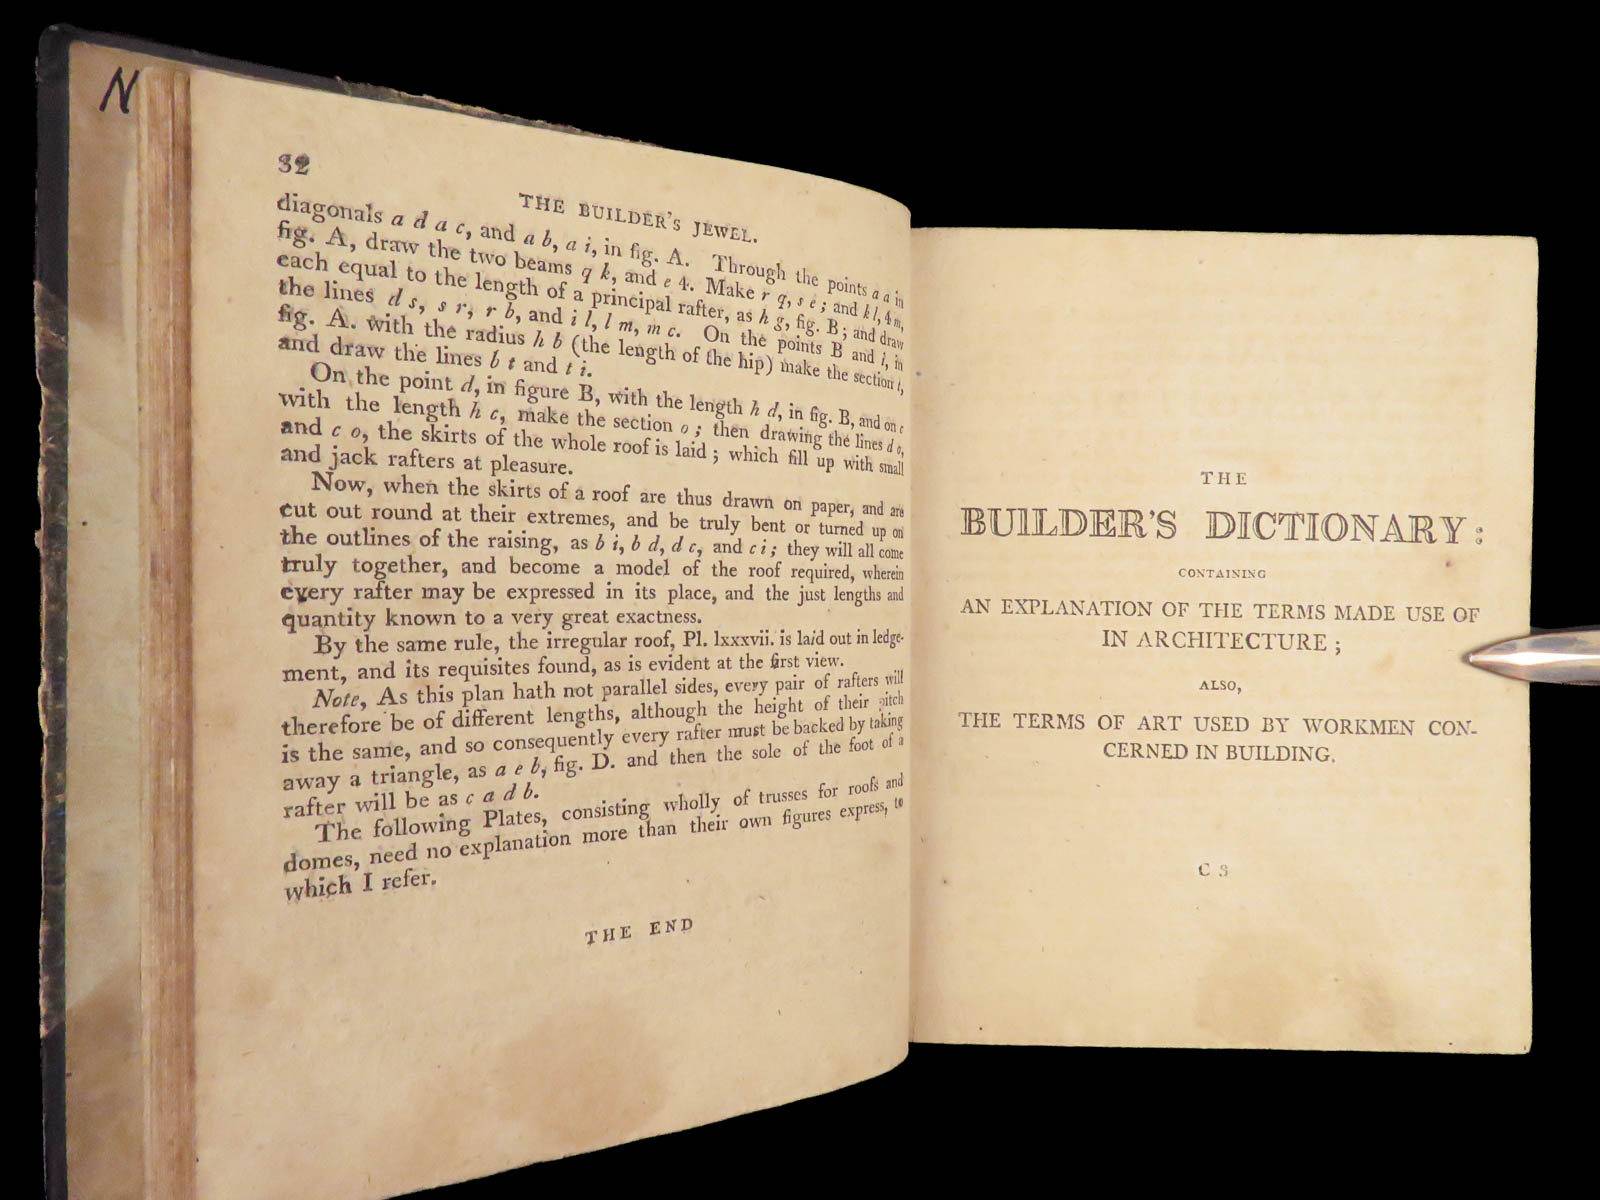 N
32
THE BUILDER'S JEWEL.
diagonals a d a c, and a b, a i, in fig. A. Through the points a a in
fig. A, draw the two beams q k, and e 4. Make r q, s e; and k l, 4 m,
each equal to the length of a principal rafter, as h g, fig. B; and draw
the lines d s, s r, r b, and i l, l m, m c. On the points B and i, in
fig. A. with the radius h b (the length of the hip) make the section t,
and draw the lines b t and t i.
On the point d, in figure B, with the length h d, in fig. B, and on c
with the length h c, make the section o; then drawing the lines d o,
and c o, the skirts of the whole roof is laid; which fill up with small
and jack rafters at pleasure.
Now, when the skirts of a roof are thus drawn on paper, and are
cut out round at their extremes, and be truly bent or turned up on
the outlines of the raising, as b i, b d, d c, and c i; they will all come
truly together, and become a model of the roof required, wherein
every rafter may be expressed in its place, and the just lengths and
quantity known to a very great exactness.
By the same rule, the irregular roof, Pl. lxxxvii. is laid out in ledge-
ment, and its requisites found, as is evident at the first view.
Note, As this plan hath not parallel sides, every pair of rafters will
therefore be of different lengths, although the height of their pitch
is the same, and so consequently every rafter must be backed by taking
away a triangle, as a e b, fig. D. and then the sole of the foot of a
rafter will be as c a d b.
The following Plates, consisting wholly of trusses for roofs and
domes, need no explanation more than their own figures express, to
which I refer.
THE END
THE
BUILDER'S DICTIONARY:
CONTAINING
AN EXPLANATION OF THE TERMS MADE USE OF
IN ARCHITECTURE;
ALSO,
THE TERMS OF ART USED BY WORKMEN CON-
CERNED IN BUILDING.
C 3